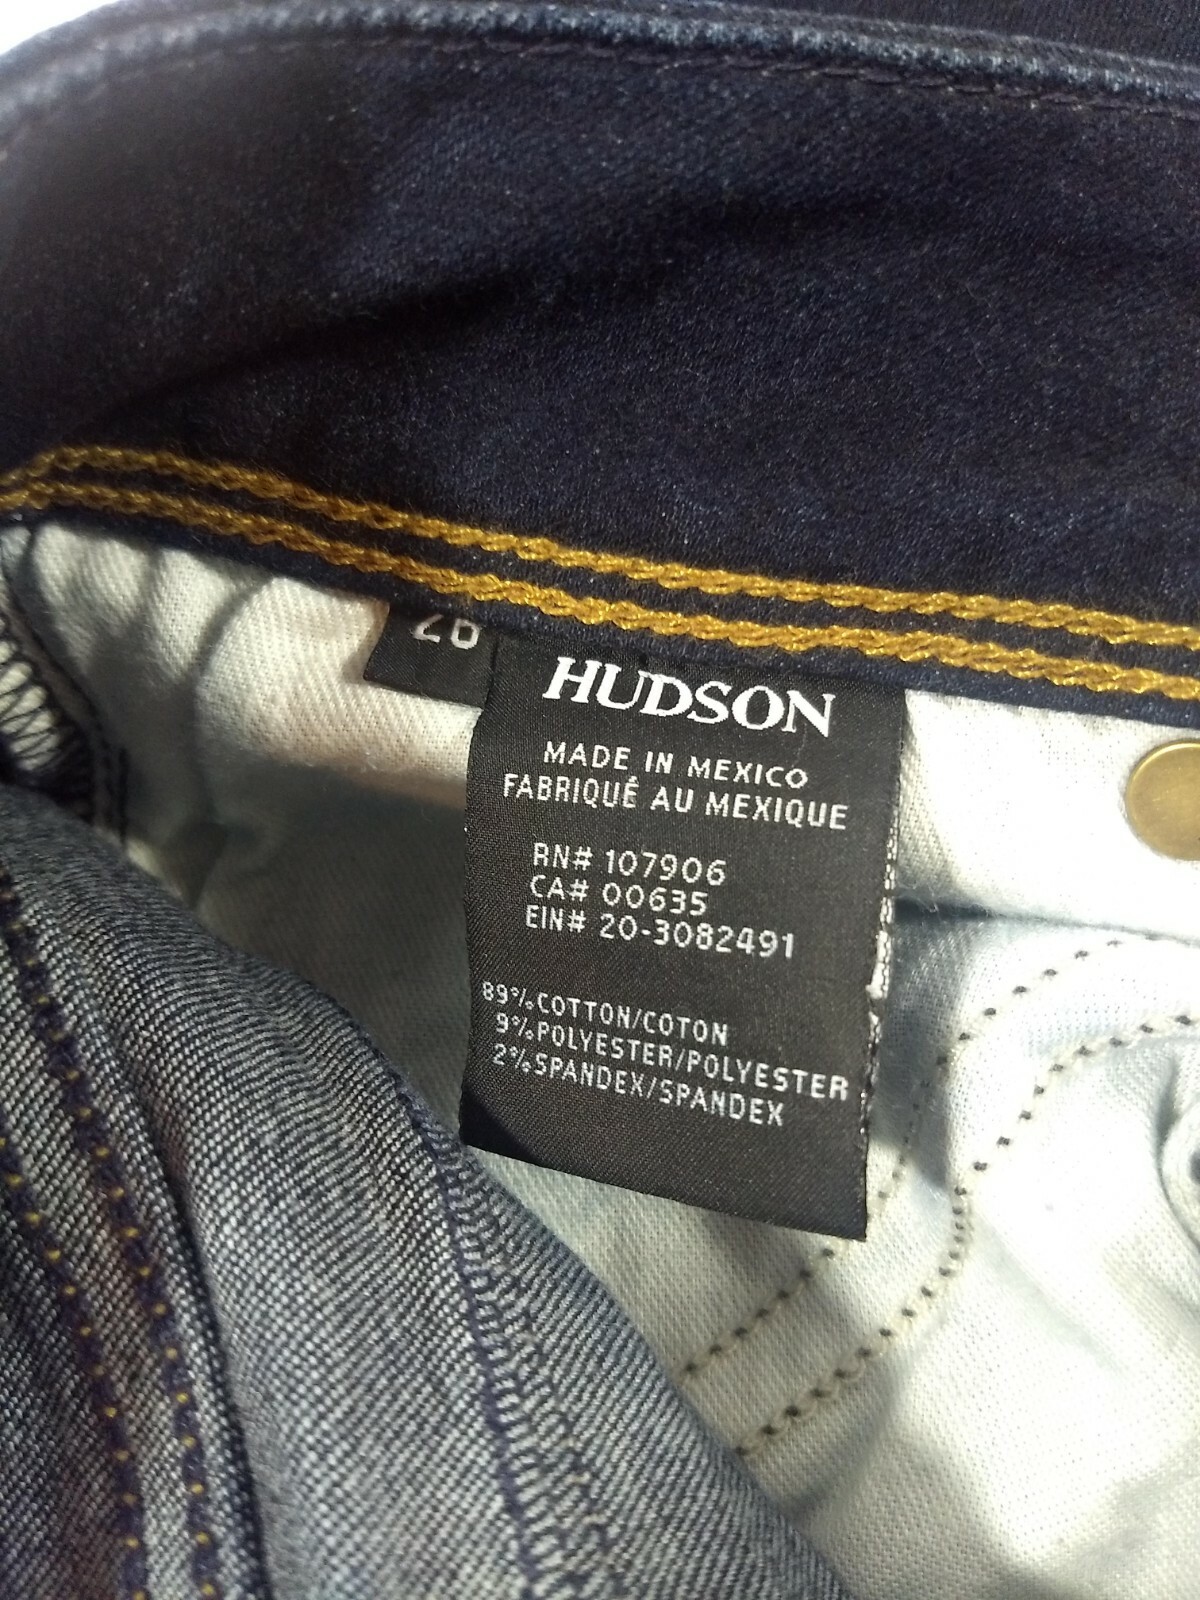 26
HUDSON
MADE IN MEXICO
FABRIQUÉ AU MEXIQUE
RN# 107906
CA# 00635
EIN# 20-3082491
89%COTTON/COTON
9%POLYESTER/POLYESTER
2%SPANDEX/SPANDEX